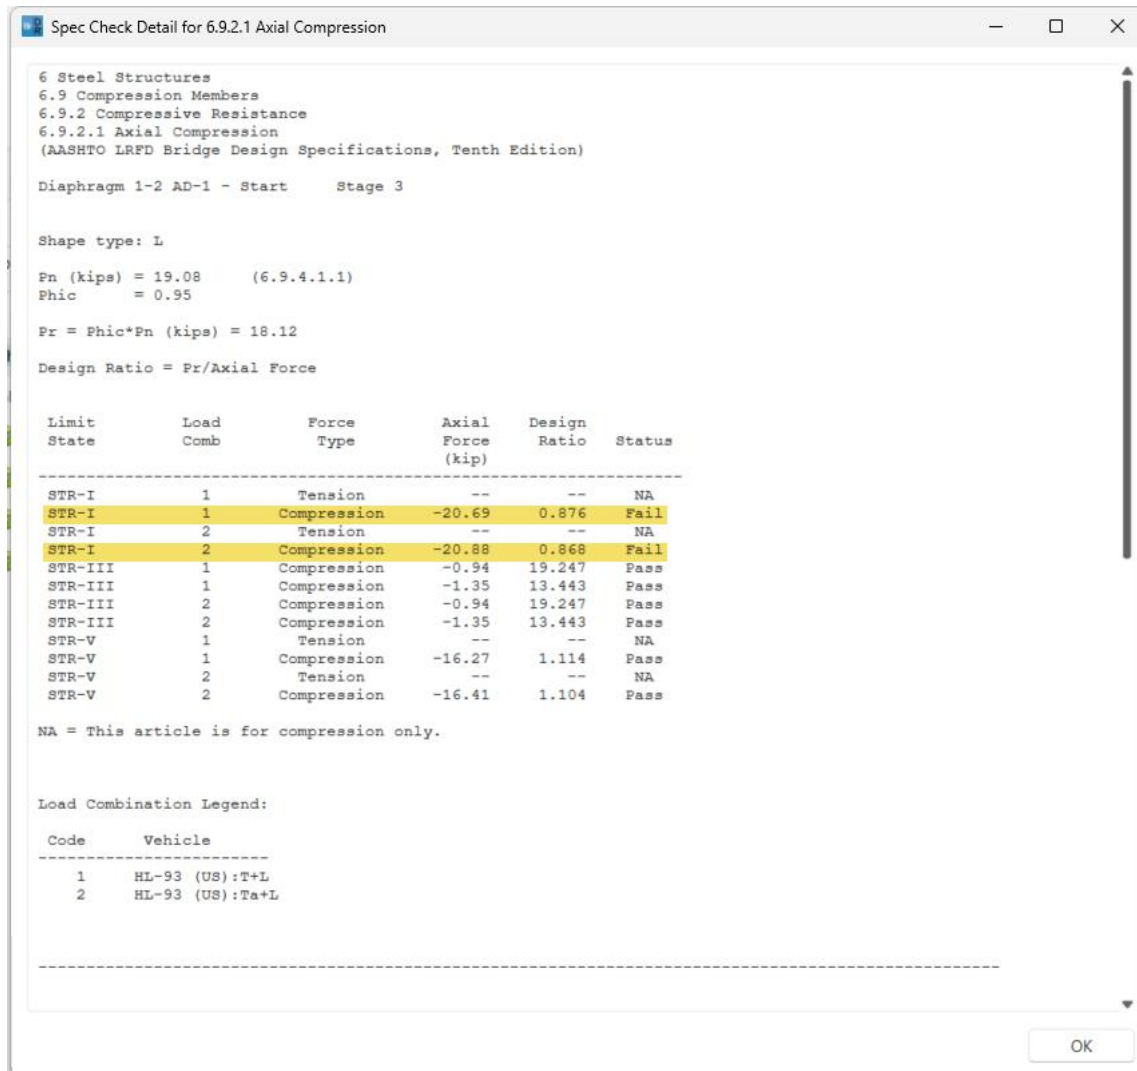 Spec Check Detail for 6.9.2.1 Axial Compression
6 Steel Structures
6.9 Compression Members
6.9.2 Compressive Resistance
6.9.2.1 Axial Compression
(AASHTO LRFD Bridge Design Specifications, Tenth Edition)
Diaphragm 1-2 AD-1 - Start Stage 3
Shape type: L
Pn (kips) = 19.08 (6.9.4.1.1)
Phic = 0.95
Pr = Phic*Pn (kips) = 18.12
Design Ratio = Pr/Axial Force
Limit Load Force Axial Design
State Comb Type Force Ratio Status
(kip)
--------------------------------------------------------------------
STR-I 1 Tension -- -- NA
STR-I 1 Compression -20.69 0.876 Fail
STR-I 2 Tension -- -- NA
STR-I 2 Compression -20.88 0.868 Fail
STR-III 1 Compression -0.94 19.247 Pass
STR-III 1 Compression -1.35 13.443 Pass
STR-III 2 Compression -0.94 19.247 Pass
STR-III 2 Compression -1.35 13.443 Pass
STR-V 1 Tension -- -- NA
STR-V 1 Compression -16.27 1.114 Pass
STR-V 2 Tension -- -- NA
STR-V 2 Compression -16.41 1.104 Pass
NA = This article is for compression only.
Load Combination Legend:
Code Vehicle
------------------------
1 HL-93 (US):T+L
2 HL-93 (US):Ta+L
----------------------------------------------------------------------------------------------------
OK